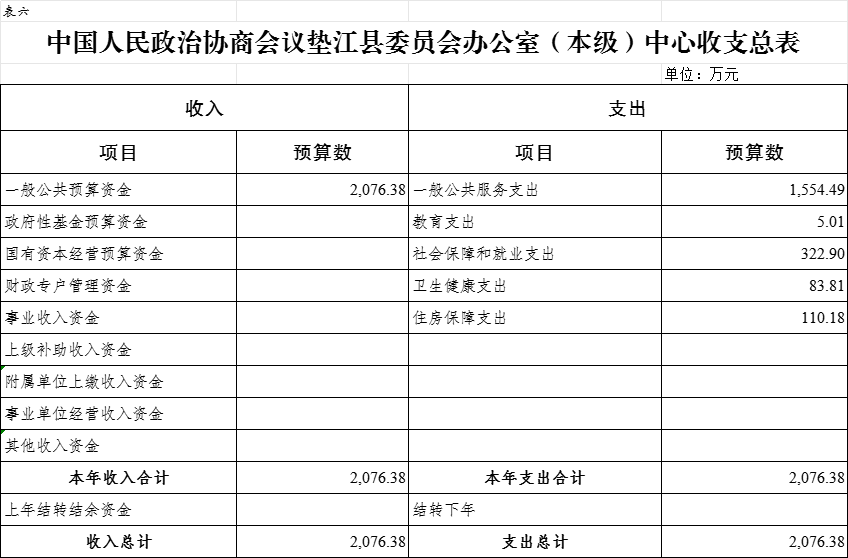 表六
中国人民政治协商会议垫江县委员会办公室（本级）中心收支总表
单位：万元
收入 支出
项目 预算数 项目 预算数
一般公共预算资金 2,076.38 一般公共服务支出 1,554.49
政府性基金预算资金 教育支出 5.01
国有资本经营预算资金 社会保障和就业支出 322.90
财政专户管理资金 卫生健康支出 83.81
事业收入资金 住房保障支出 110.18
上级补助收入资金
附属单位上缴收入资金
事业单位经营收入资金
其他收入资金
本年收入合计 2,076.38 本年支出合计 2,076.38
上年结转结余资金 结转下年
收入总计 2,076.38 支出总计 2,076.38